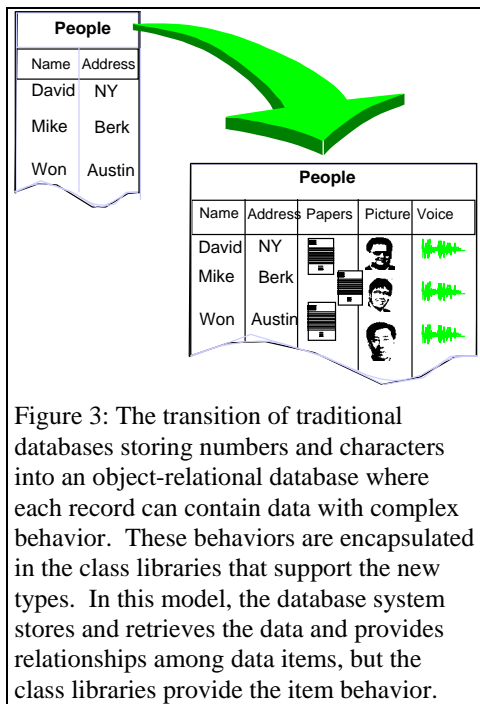 People
Name Address
David NY
Mike Berk
Won Austin
People
Name Address Papers Picture Voice
David NY
Mike Berk
Won Austin
Figure 3: The transition of traditional
databases storing numbers and characters
into an object-relational database where
each record can contain data with complex
behavior. These behaviors are encapsulated
in the class libraries that support the new
types. In this model, the database system
stores and retrieves the data and provides
relationships among data items, but the
class libraries provide the item behavior.